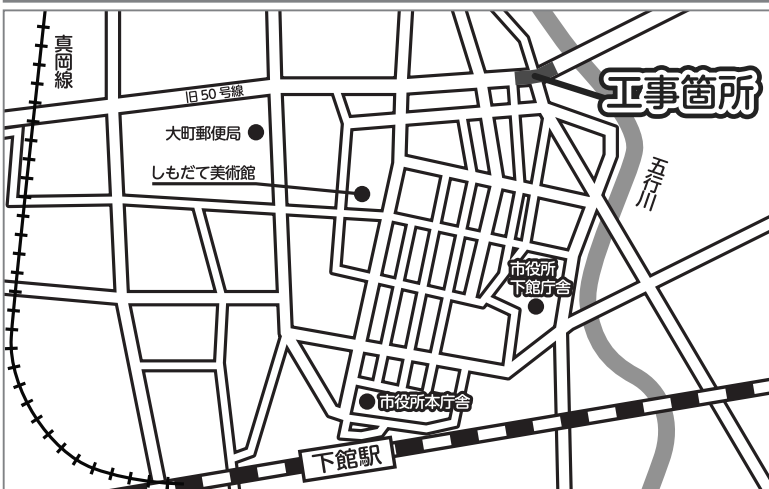 真岡線
旧50号線
工事箇所
大町郵便局
しもだて美術館
五行川
市役所
下館庁舎
市役所本庁舎
下館駅